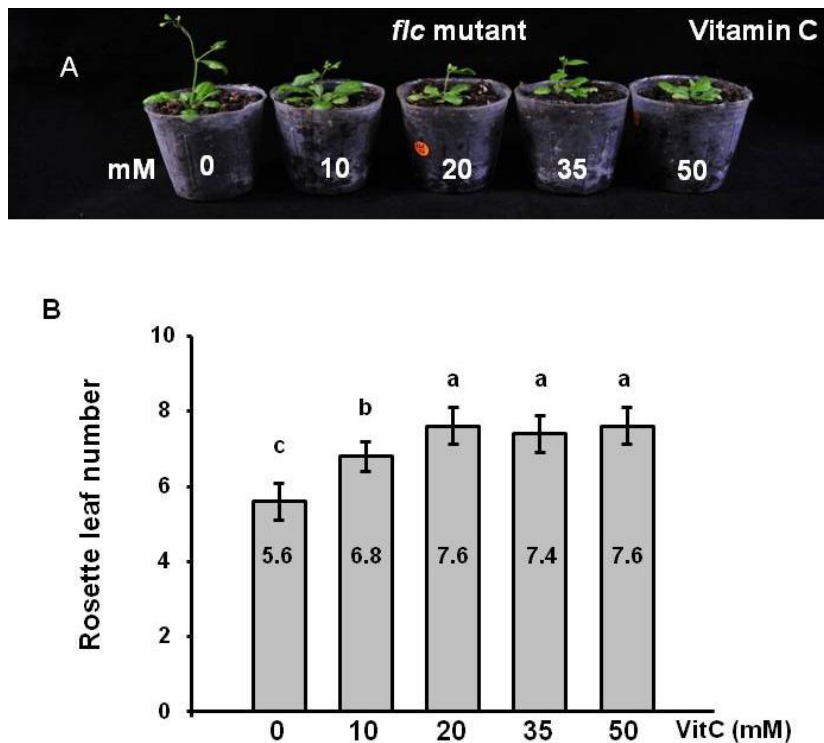 flc mutant Vitamin C
A
mM 0 10 20 35 50
B
10
8
6
4
2
0
Rosette leaf number
c b a a a
5.6 6.8 7.6 7.4 7.6
0 10 20 35 50 VitC (mM)